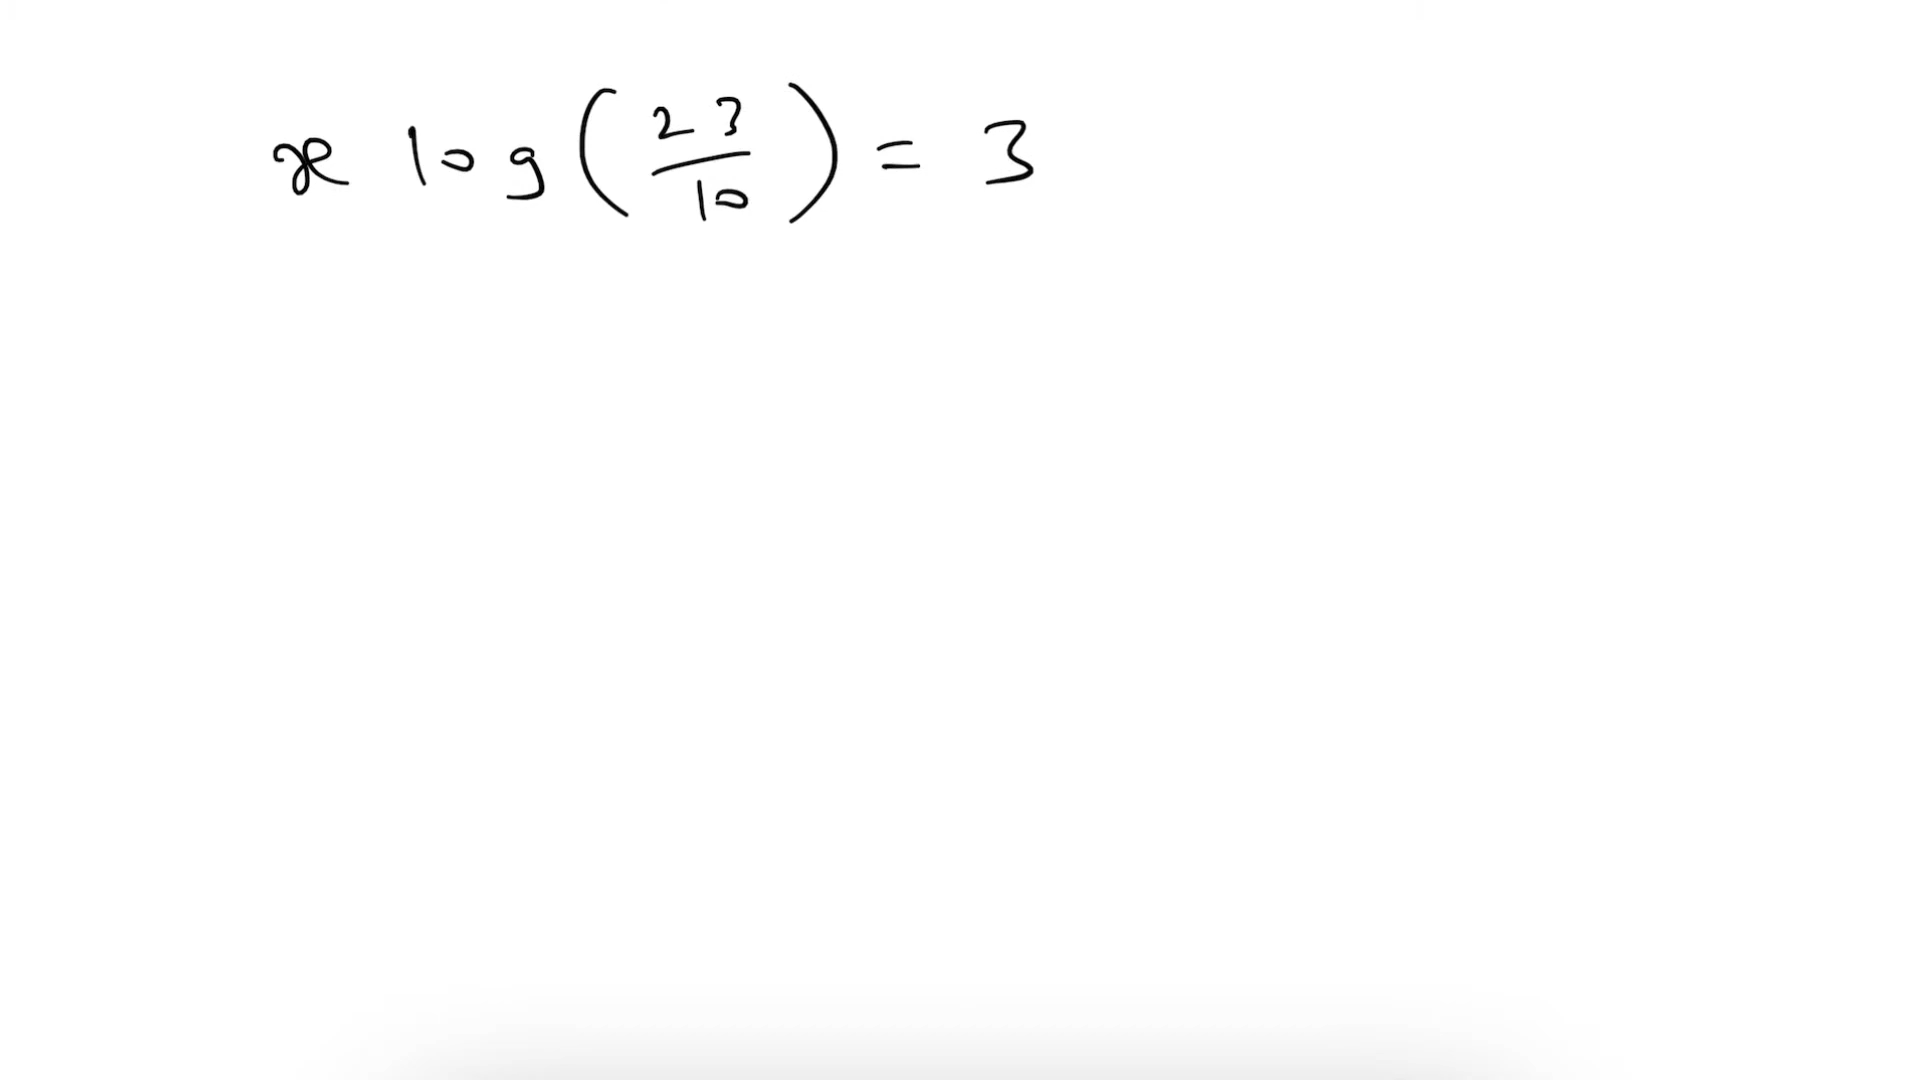 x log(23/10) = 3